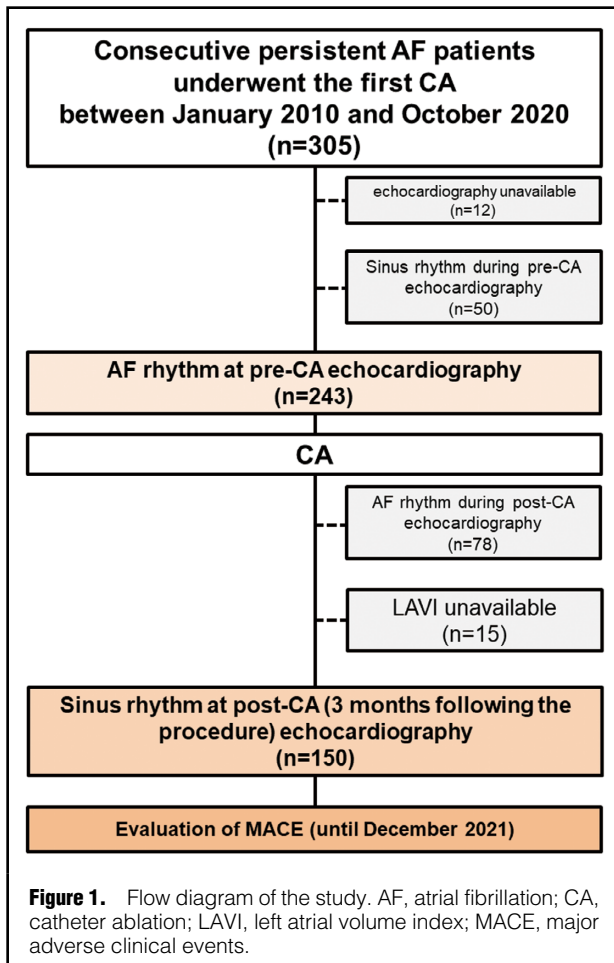 Consecutive persistent AF patients
underwent the first CA
between January 2010 and October 2020
(n=305)
echocardiography unavailable
(n=12)
Sinus rhythm during pre-CA
echocardiography
(n=50)
AF rhythm at pre-CA echocardiography
(n=243)
CA
AF rhythm during post-CA
echocardiography
(n=78)
LAVI unavailable
(n=15)
Sinus rhythm at post-CA (3 months following the
procedure) echocardiography
(n=150)
Evaluation of MACE (until December 2021)
Figure 1. Flow diagram of the study. AF, atrial fibrillation; CA,
catheter ablation; LAVI, left atrial volume index; MACE, major
adverse clinical events.